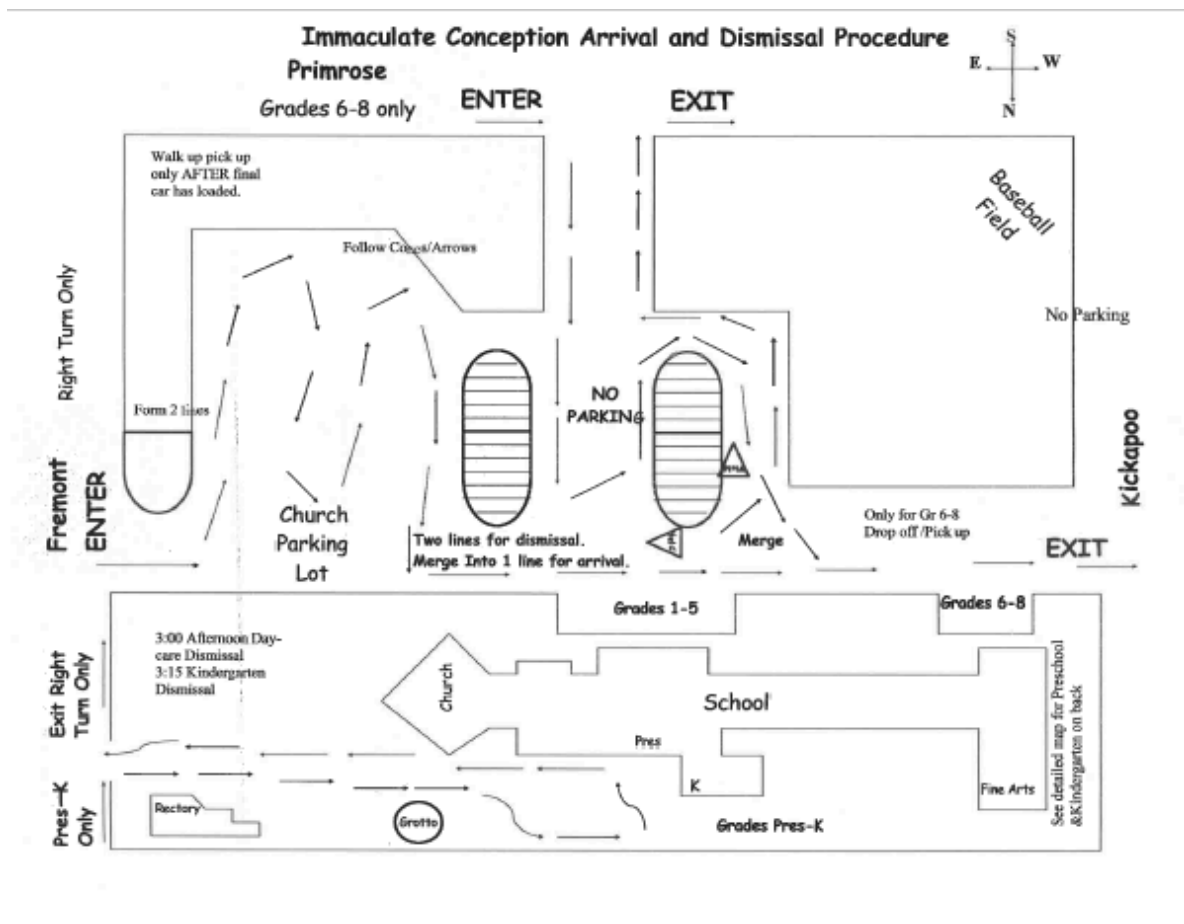 Immaculate Conception Arrival and Dismissal Procedure
S
E
W
N
Primrose
Grades 6-8 only
ENTER
EXIT
Walk up pick up
only AFTER final
car has loaded.
Baseball
Field
Follow Cones/Arrows
Right Turn Only
No Parking
NO
PARKING
Form 2 lines
Fremont
ENTER
Kickapoo
Church
Parking
Lot
Two lines for dismissal.
Merge Into 1 line for arrival.
Merge
Only for Gr 6-8
Drop off /Pick up
EXIT
Grades 1-5
Grades 6-8
3:00 Afternoon Day-
care Dismissal
3:15 Kindergarten
Dismissal
Exit Right
Turn Only
Church
School
Pres
K
Fine Arts
See detailed map for Preschool
&Kindergarten on back
Pres-K
Only
Rectory
Grotto
Grades Pres-K